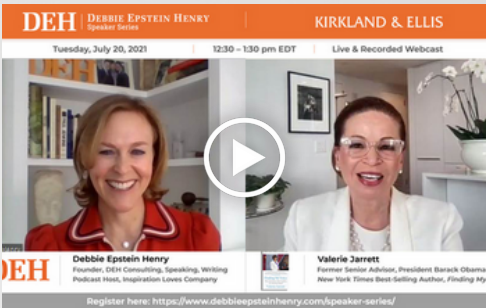 DEH | DEBBIE EPSTEIN HENRY
Speaker Series
KIRKLAND & ELLIS
Tuesday, July 20, 2021 | 12:30 – 1:30 pm EDT | Live & Recorded Webcast
DEH
Debbie Epstein Henry
Founder, DEH Consulting, Speaking, Writing
Podcast Host, Inspiration Loves Company
Valerie Jarrett
Former Senior Advisor, President Barack Obama
New York Times Best-Selling Author, Finding My
Register here: https://www.debbieepsteinhenry.com/speaker-series/